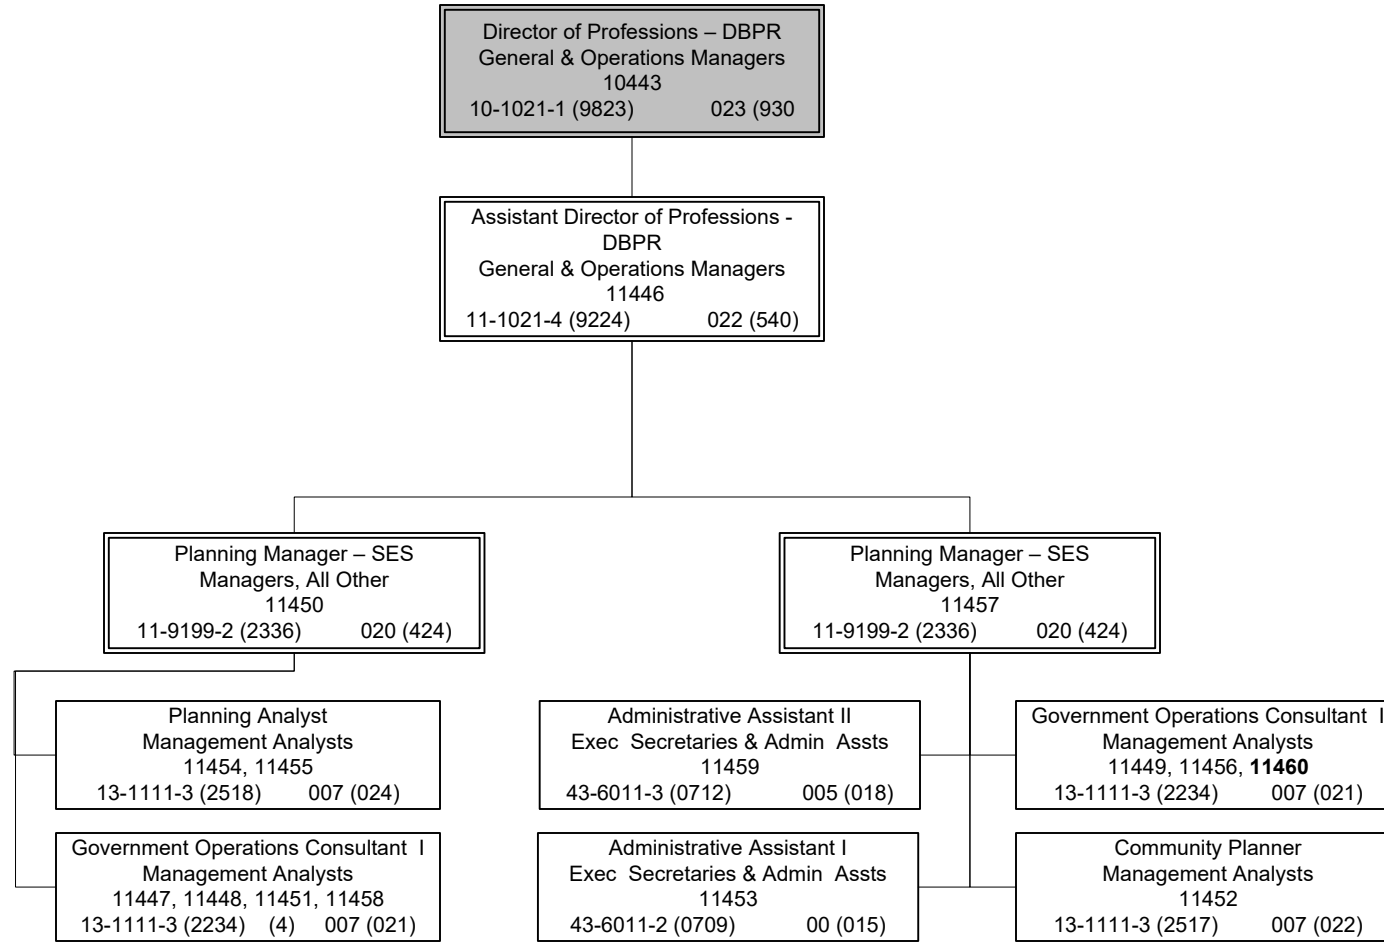 Director of Professions – DBPR
General & Operations Managers
10443
10-1021-1 (9823) 023 (930
Assistant Director of Professions -
DBPR
General & Operations Managers
11446
11-1021-4 (9224) 022 (540)
Planning Manager – SES
Managers, All Other
11450
11-9199-2 (2336) 020 (424)
Planning Manager – SES
Managers, All Other
11457
11-9199-2 (2336) 020 (424)
Planning Analyst
Management Analysts
11454, 11455
13-1111-3 (2518) 007 (024)
Administrative Assistant II
Exec Secretaries & Admin Assts
11459
43-6011-3 (0712) 005 (018)
Government Operations Consultant I
Management Analysts
11449, 11456, 11460
13-1111-3 (2234) 007 (021)
Government Operations Consultant I
Management Analysts
11447, 11448, 11451, 11458
13-1111-3 (2234) (4) 007 (021)
Administrative Assistant I
Exec Secretaries & Admin Assts
11453
43-6011-2 (0709) 00 (015)
Community Planner
Management Analysts
11452
13-1111-3 (2517) 007 (022)